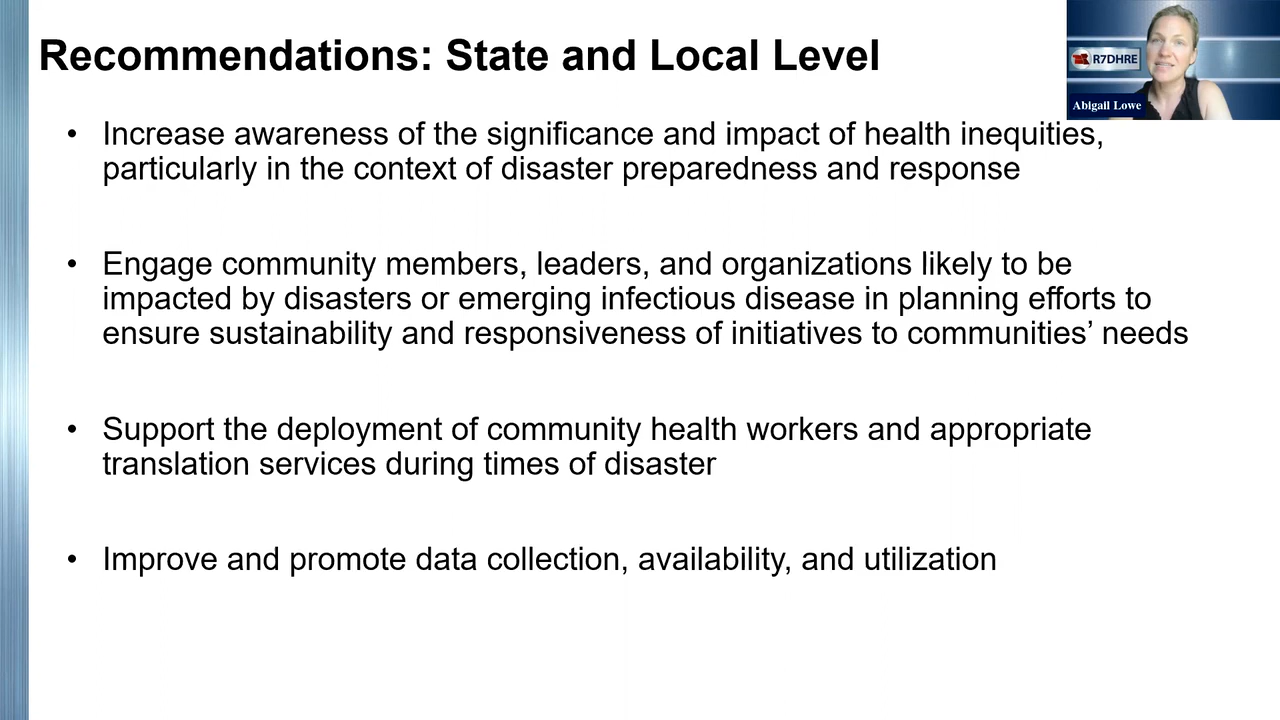 Recommendations: State and Local Level
R7DHRE
Abigail Lowe
• Increase awareness of the significance and impact of health inequities,
particularly in the context of disaster preparedness and response
• Engage community members, leaders, and organizations likely to be
impacted by disasters or emerging infectious disease in planning efforts to
ensure sustainability and responsiveness of initiatives to communities’ needs
• Support the deployment of community health workers and appropriate
translation services during times of disaster
• Improve and promote data collection, availability, and utilization